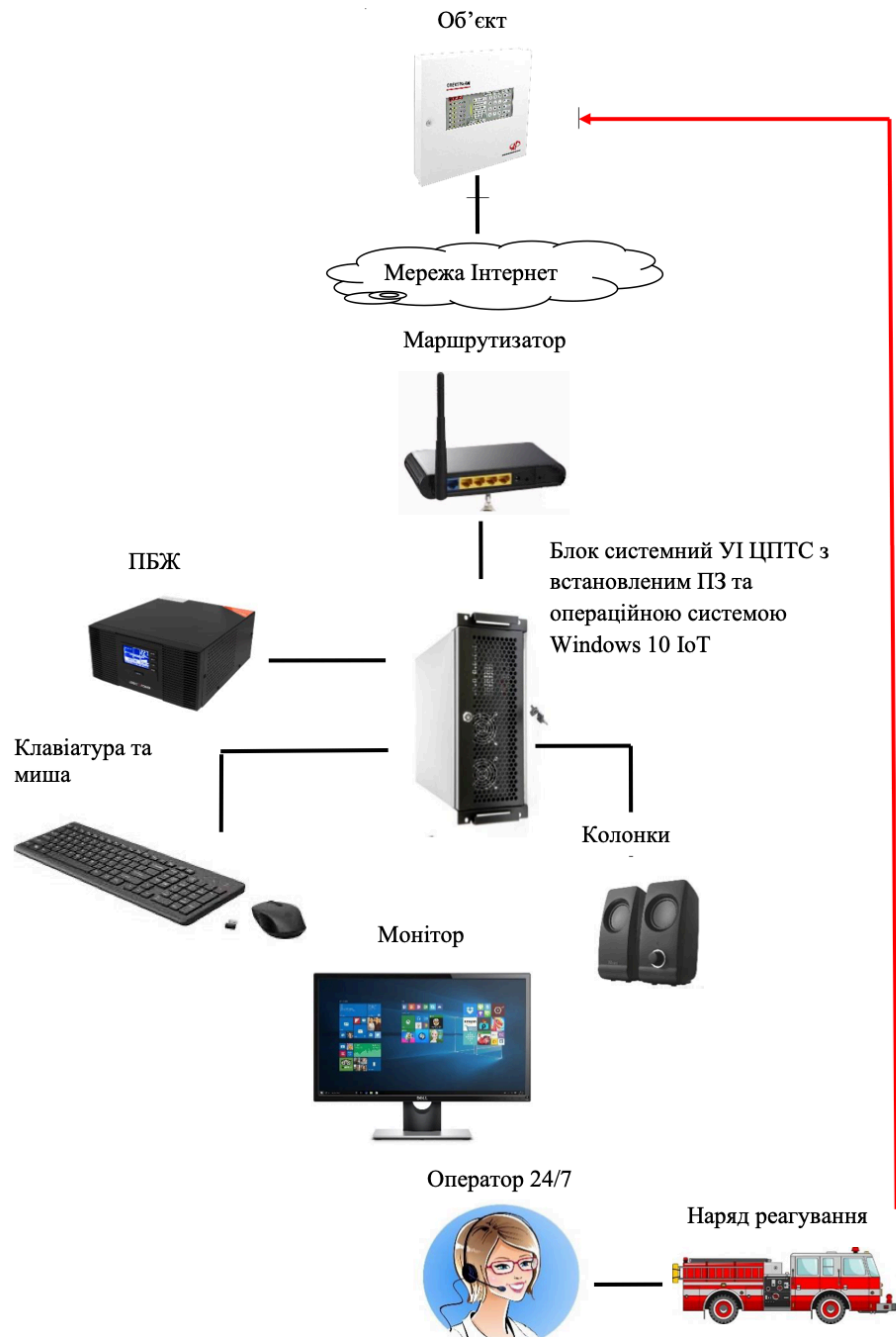 Об’єкт
Мережа Інтернет
Маршрутизатор
Блок системний УІ ЦПТС з
встановленим ПЗ та
операційною системою
Windows 10 IoT
ПБЖ
Клавіатура та
миша
Колонки
Монітор
DELL
Оператор 24/7
Наряд реагування